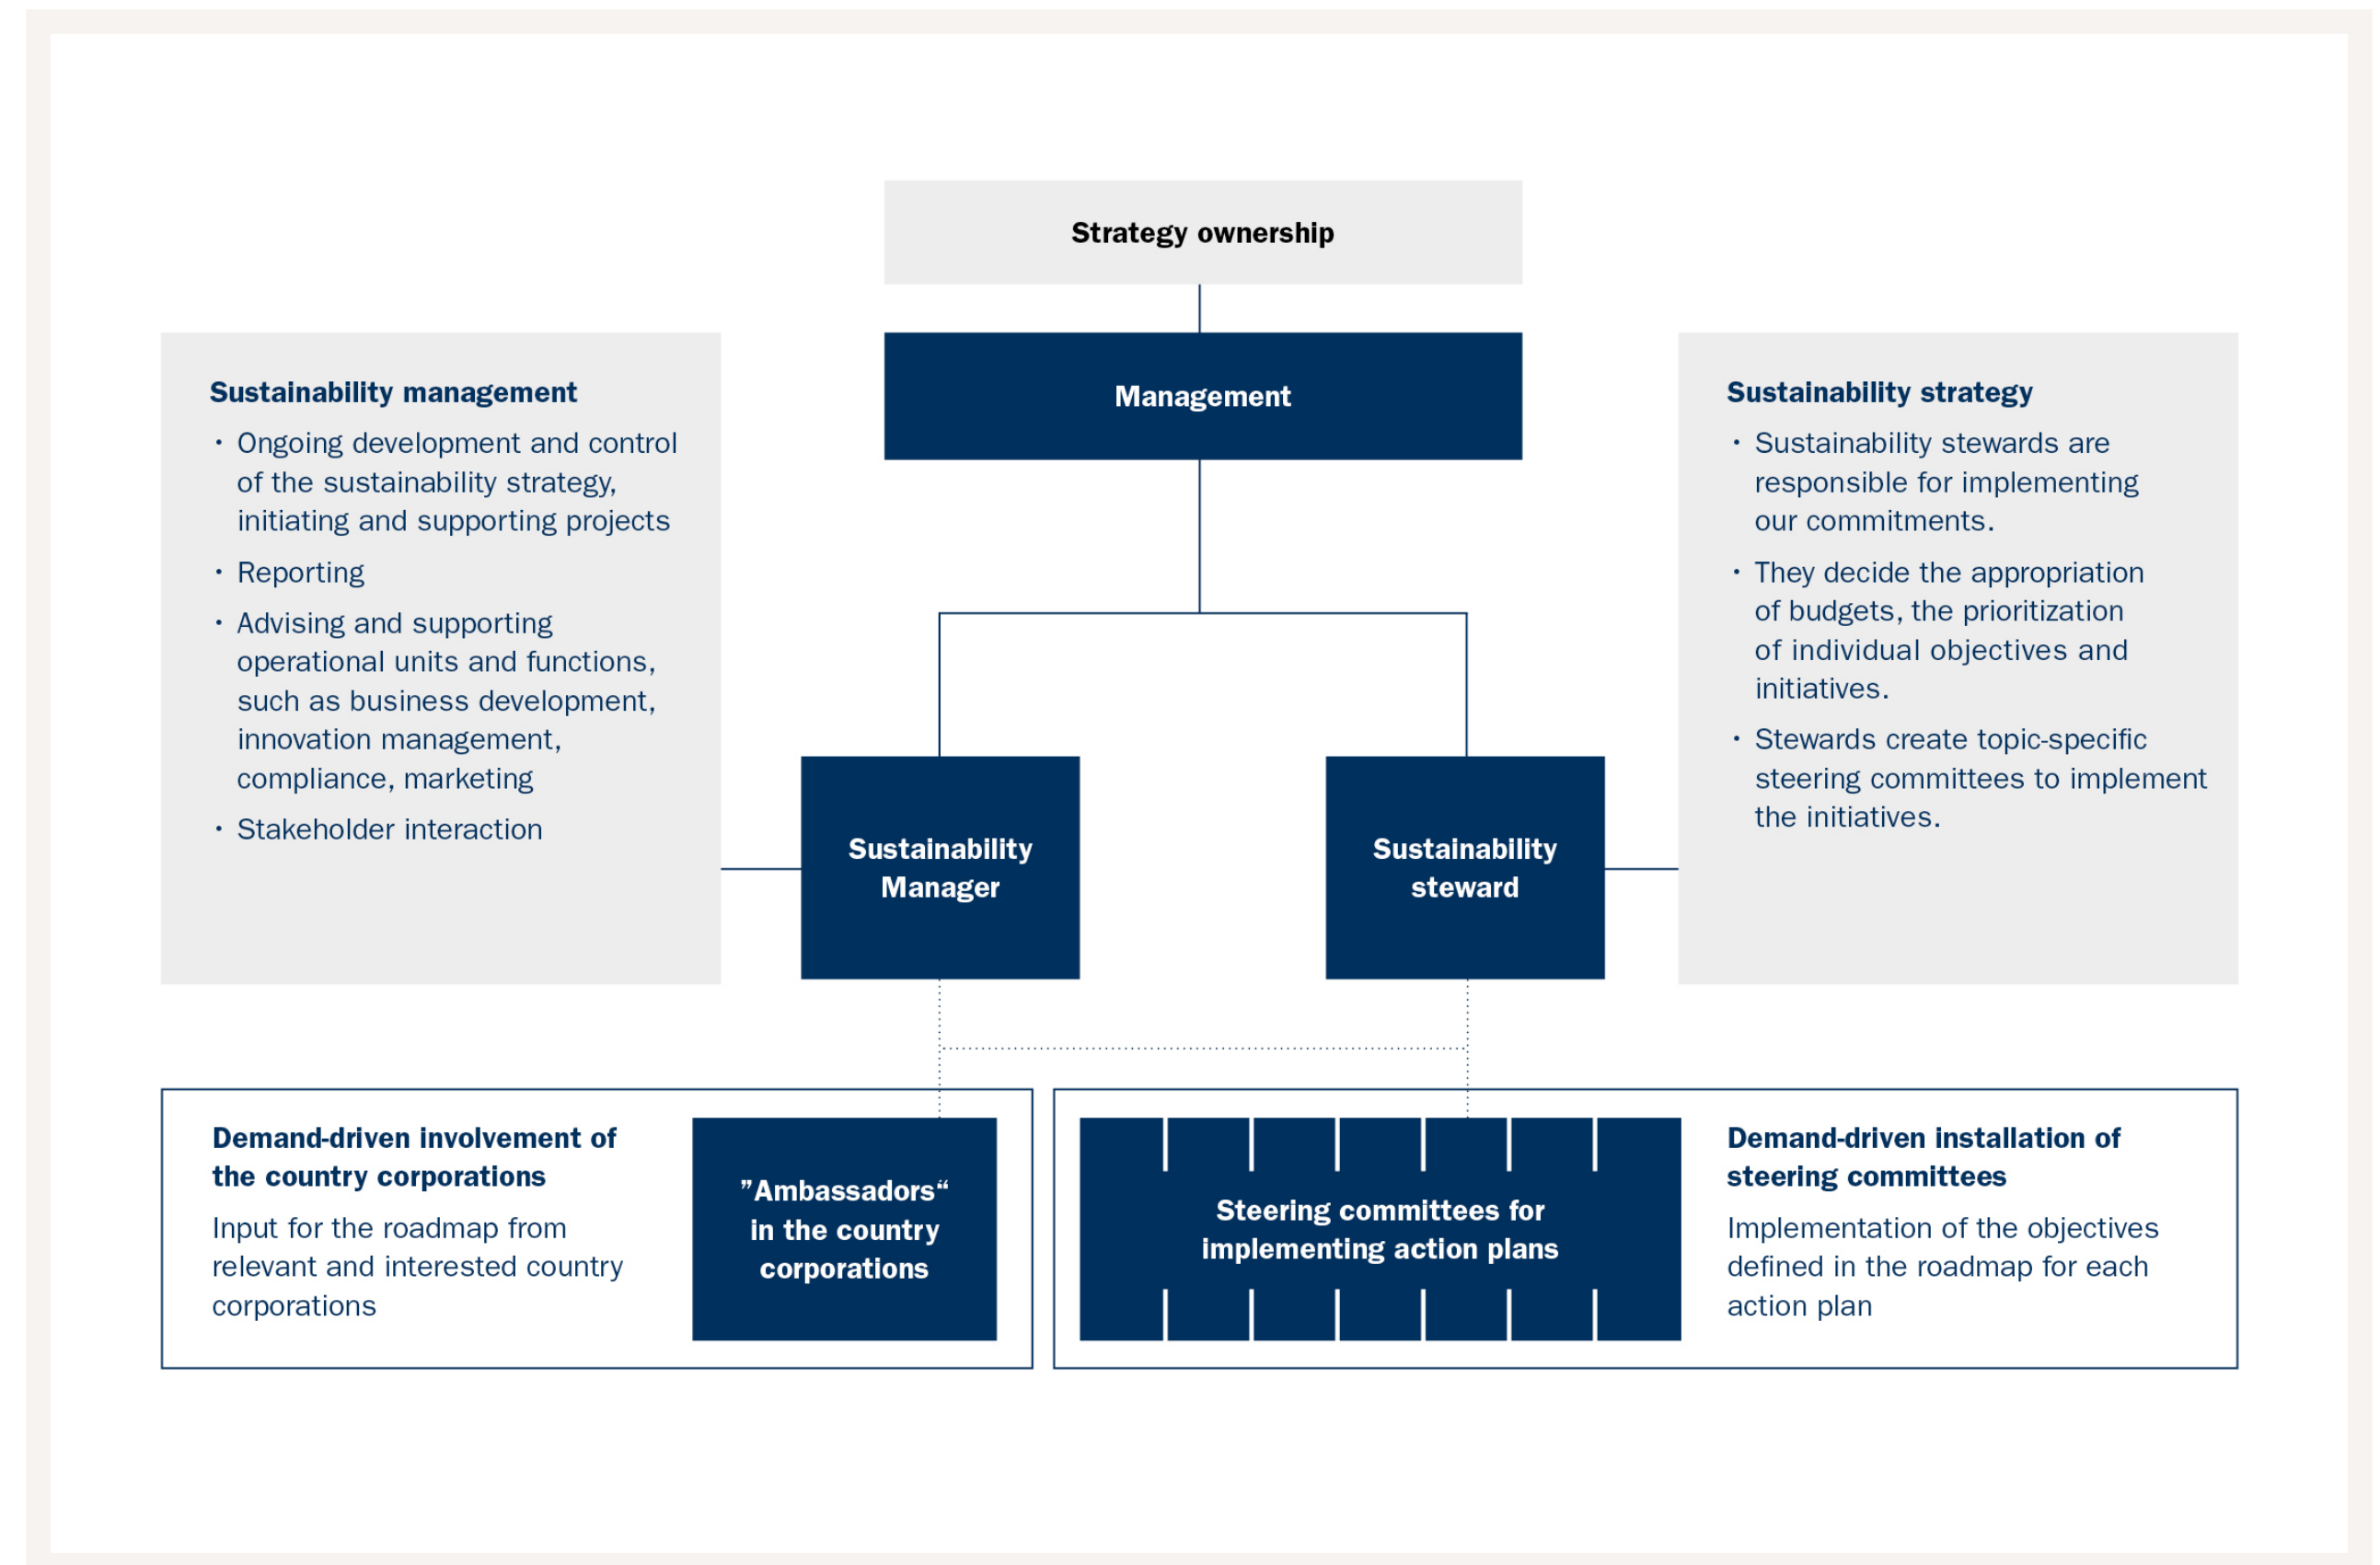 Strategy ownership
Management
Sustainability management
• Ongoing development and control
of the sustainability strategy,
initiating and supporting projects
• Reporting
• Advising and supporting
operational units and functions,
such as business development,
innovation management,
compliance, marketing
• Stakeholder interaction
Sustainability
Manager
Sustainability
steward
Sustainability strategy
• Sustainability stewards are
responsible for implementing
our commitments.
• They decide the appropriation
of budgets, the prioritization
of individual objectives and
initiatives.
• Stewards create topic-specific
steering committees to implement
the initiatives.
Demand-driven involvement of
the country corporations
Input for the roadmap from
relevant and interested country
corporations
”Ambassadors“
in the country
corporations
Steering committees for
implementing action plans
Demand-driven installation of
steering committees
Implementation of the objectives
defined in the roadmap for each
action plan